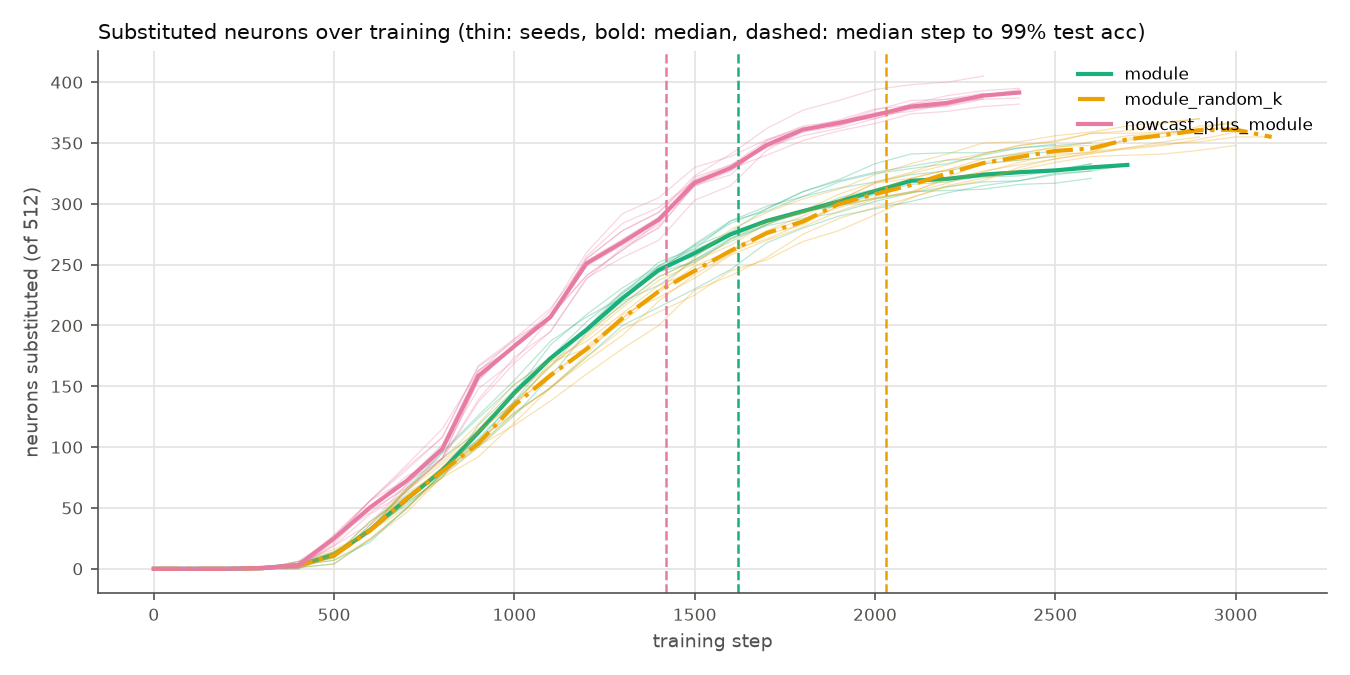 Substituted neurons over training (thin: seeds, bold: median, dashed: median step to 99% test acc)
module
module_random_k
nowcast_plus_module
neurons substituted (of 512)
400
350
300
250
200
150
100
50
0
0 500 1000 1500 2000 2500 3000
training step